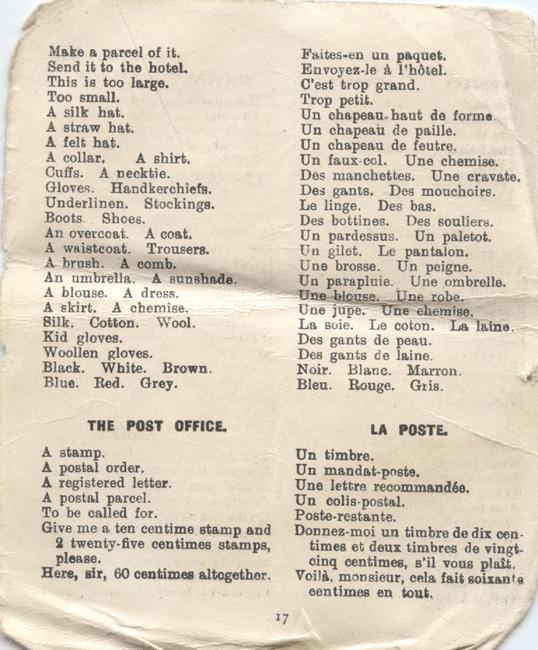 Make a parcel of it.
Send it to the hotel.
This is too large.
Too small.
A silk hat.
A straw hat.
A felt hat.
A collar. A shirt.
Cuffs. A necktie.
Gloves. Handkerchiefs.
Underlinen. Stockings.
Boots Shoes.
An overcoat. A coat.
A waistcoat. Trousers.
A brush. A comb.
An umbrella. A sunshade.
A blouse. A dress.
A skirt. A chemise.
Silk. Cotton. Wool.
Kid gloves.
Woollen gloves.
Black. White. Brown.
Blue. Red. Grey.
THE POST OFFICE.
A stamp.
A postal order.
A registered letter.
A postal parcel.
To be called for.
Give me a ten centime stamp and
2 twenty-five centimes stamps,
please.
Here, sir, 60 centimes altogether.
Faites-en un paquet.
Envoyez-le à l'hôtel.
C'est trop grand.
Trop petit.
Un chapeau haut de forme.
Un chapeau de paille.
Un chapeau de feutre.
Un faux-col. Une chemise.
Des manchettes. Une cravate.
Des gants. Des mouchoirs.
Le linge. Des bas.
Des bottines. Des souliers.
Un pardessus. Un paletot.
Un gilet. Le pantalon.
Une brosse. Un peigne.
Un parapluie. Une ombrelle.
Une blouse. Une robe.
Une jupe. Une chemise.
La soie. Le coton. La laine.
Des gants de peau.
Des gants de laine.
Noir. Blanc. Marron.
Bleu. Rouge. Gris.
LA POSTE.
Un timbre.
Un mandat-poste.
Une lettre recommandée.
Un colis-postal.
Poste-restante.
Donnez-moi un timbre de dix cen-
times et deux timbres de vingt-
cinq centimes, s'il vous plaît.
Voilà, monsieur, cela fait soixante
centimes en tout.
17